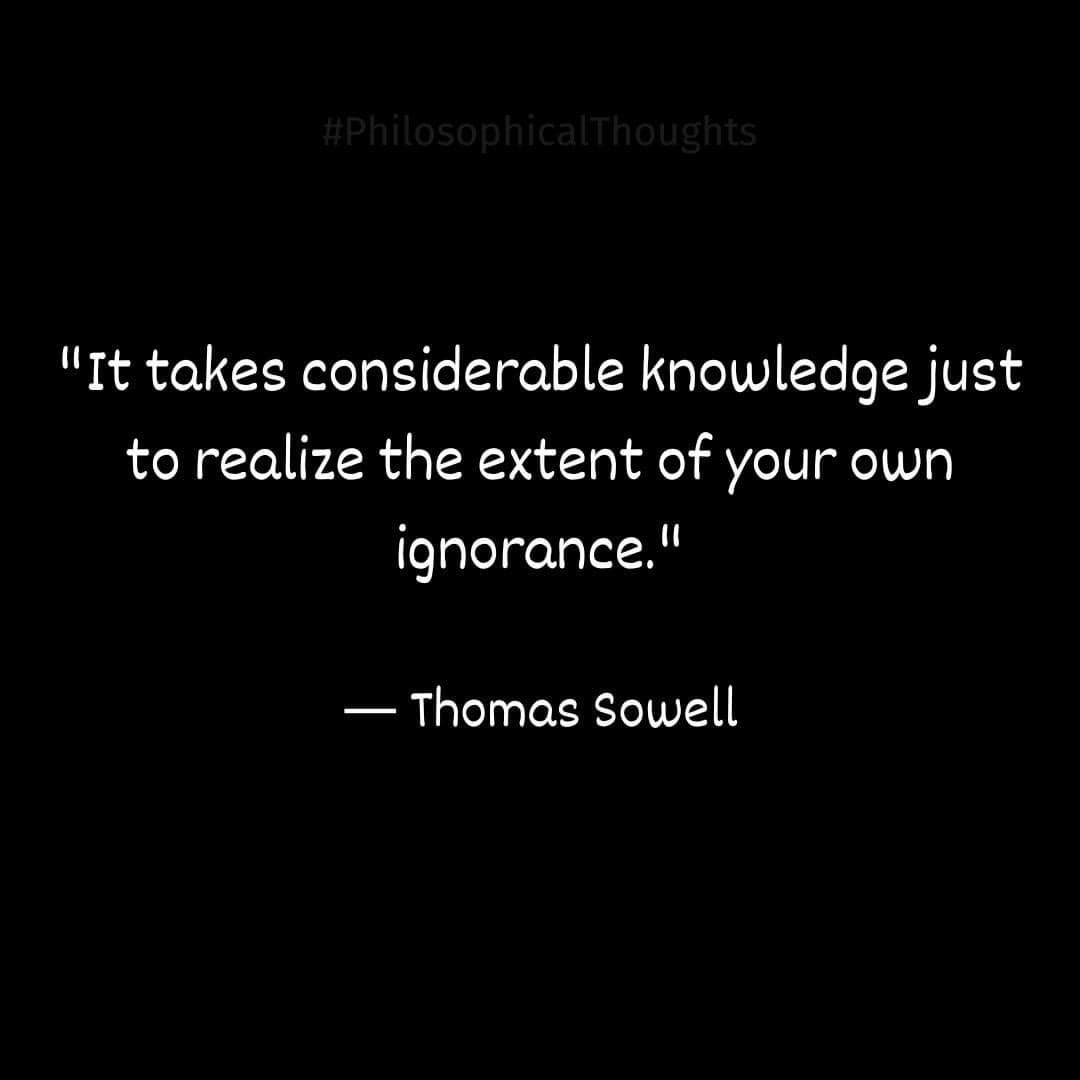 #PhilosophicalThoughts
"It takes considerable knowledge just
to realize the extent of your own
ignorance."
— Thomas Sowell